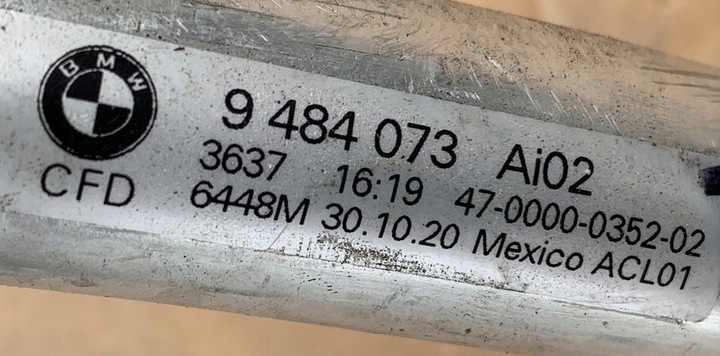 BMW
9 484 073 Ai02
3637 16:19 47-0000-0352-02
CFD
6448M 30.10.20 Mexico ACL01